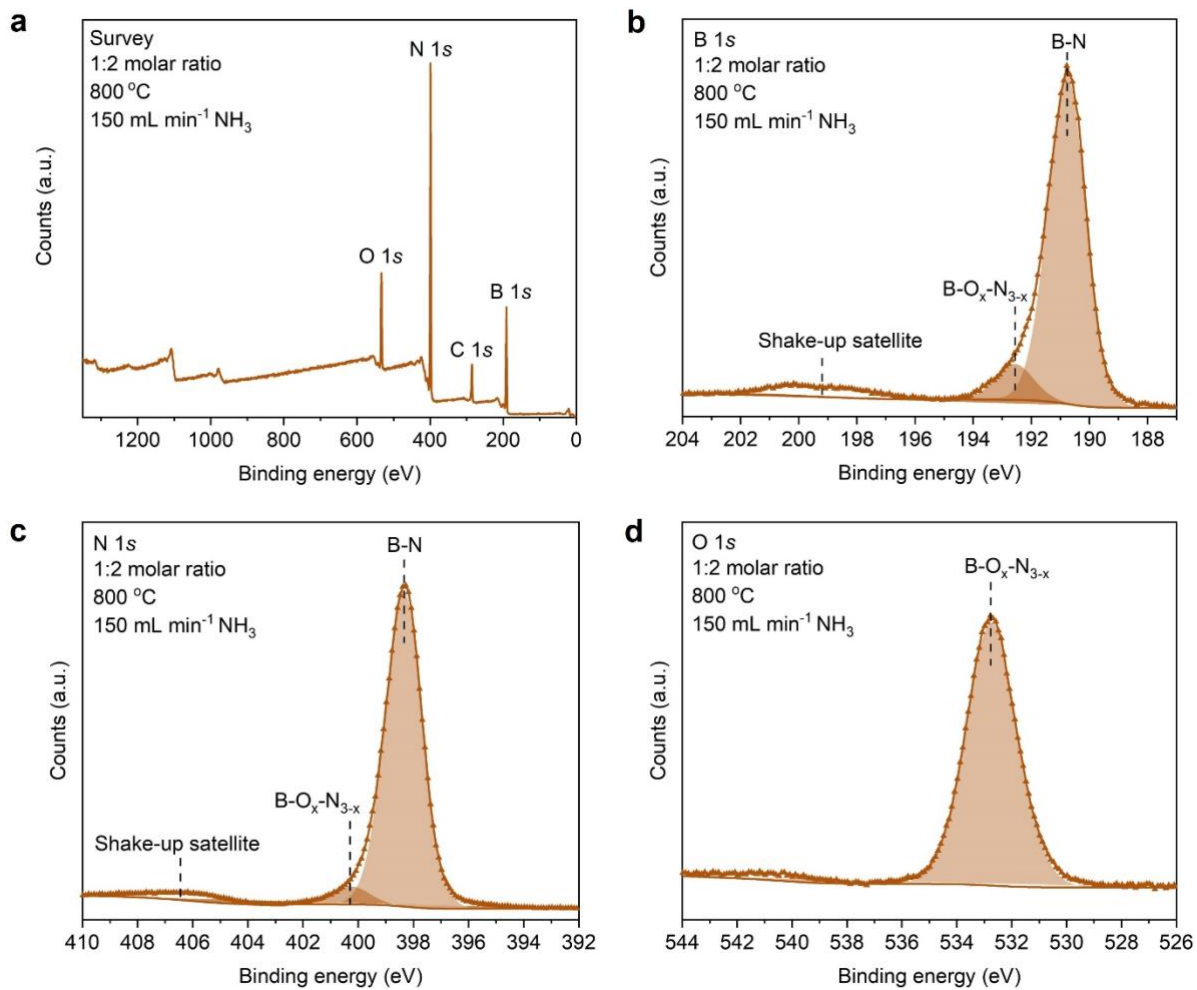 a
Survey
1:2 molar ratio
800 °C
150 mL min⁻¹ NH₃
N 1s
O 1s
B 1s
C 1s
Counts (a.u.)
1200 1000 800 600 400 200 0
Binding energy (eV)
b
B 1s
1:2 molar ratio
800 °C
150 mL min⁻¹ NH₃
B-N
B-Oₓ-N₃₋ₓ
Shake-up satellite
Counts (a.u.)
204 202 200 198 196 194 192 190 188
Binding energy (eV)
c
N 1s
1:2 molar ratio
800 °C
150 mL min⁻¹ NH₃
B-N
B-Oₓ-N₃₋ₓ
Shake-up satellite
Counts (a.u.)
410 408 406 404 402 400 398 396 394 392
Binding energy (eV)
d
O 1s
1:2 molar ratio
800 °C
150 mL min⁻¹ NH₃
B-Oₓ-N₃₋ₓ
Counts (a.u.)
544 542 540 538 536 534 532 530 528 526
Binding energy (eV)